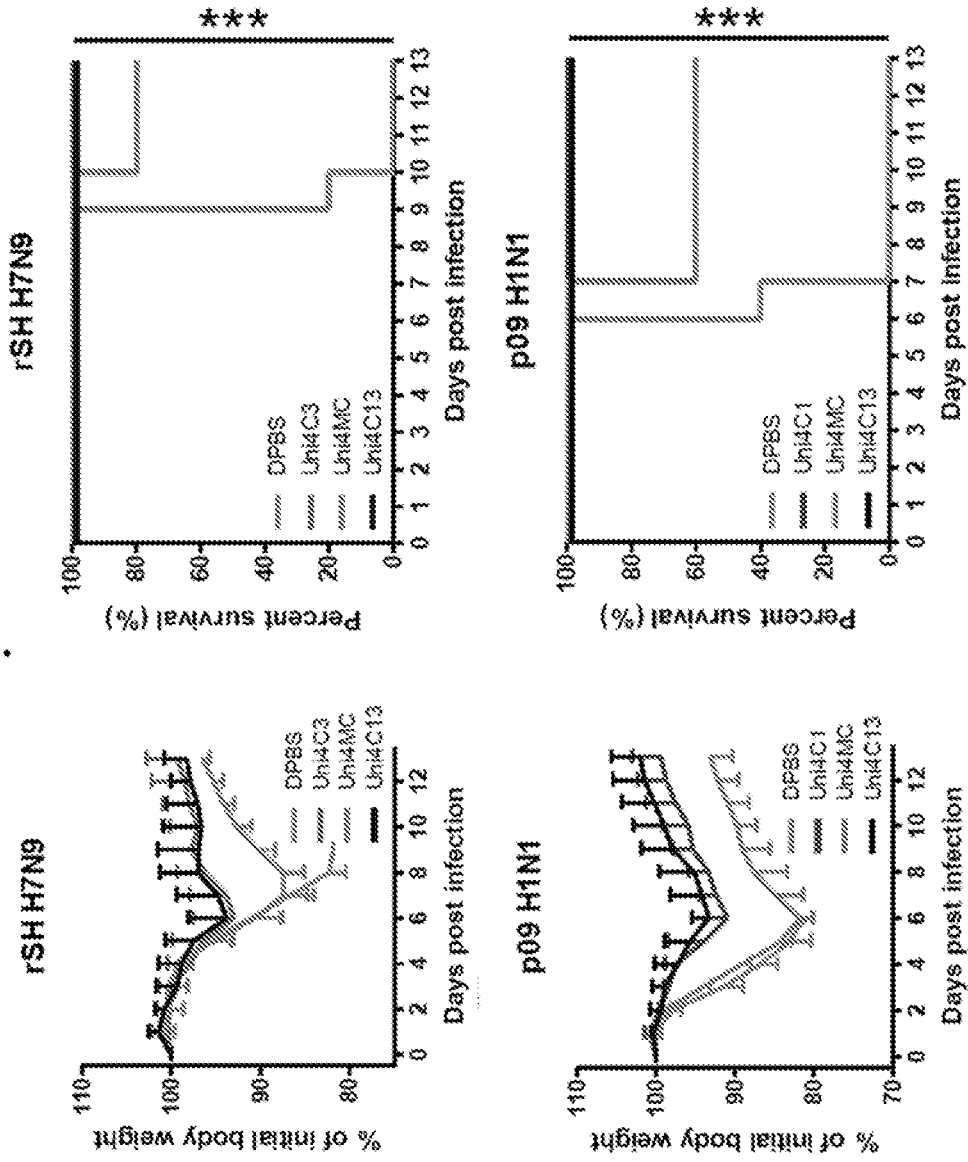 rSH H7N9
% of initial body weight
110
100
90
80
0 2 4 6 8 10 12
Days post infection
DPBS
Uni4C3
Uni4MC
Uni4C13
rSH H7N9
Percent survival (%)
100
80
60
40
20
0
0 1 2 3 4 5 6 7 8 9 10 11 12 13
Days post infection
DPBS
Uni4C3
Uni4MC
Uni4C13
***
p09 H1N1
% of initial body weight
110
100
90
80
70
0 2 4 6 8 10 12
Days post infection
DPBS
Uni4C1
Uni4MC
Uni4C13
p09 H1N1
Percent survival (%)
100
80
60
40
20
0
0 1 2 3 4 5 6 7 8 9 10 11 12 13
Days post infection
DPBS
Uni4C1
Uni4MC
Uni4C13
***